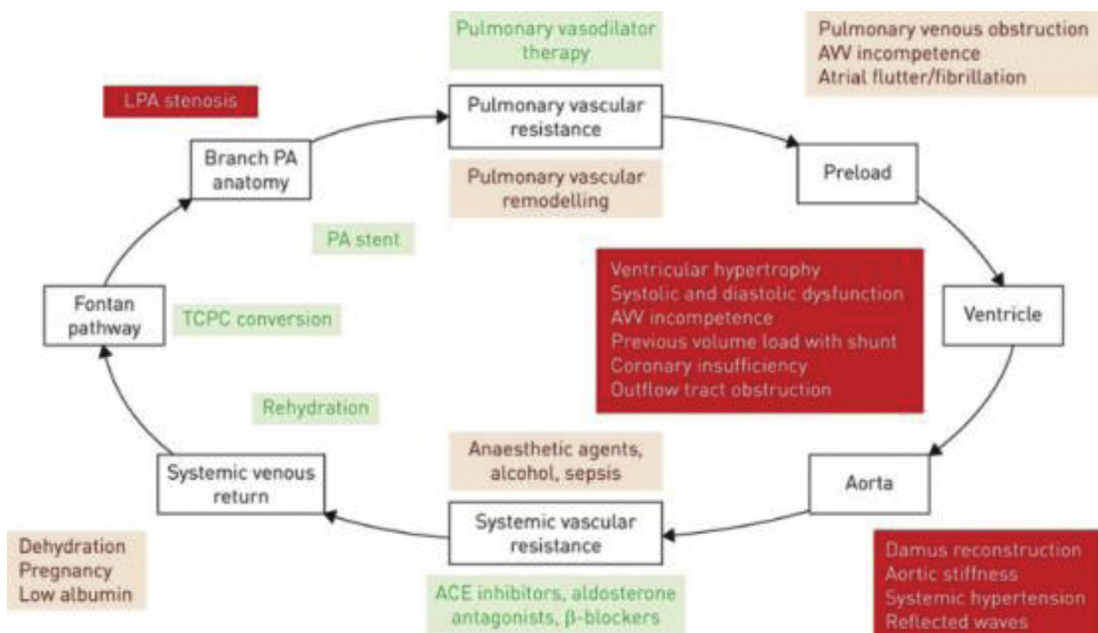 Pulmonary vasodilator
therapy
Pulmonary venous obstruction
AVV incompetence
Atrial flutter/fibrillation
LPA stenosis
Pulmonary vascular
resistance
Branch PA
anatomy
Pulmonary vascular
remodelling
Preload
PA stent
Ventricular hypertrophy
Systolic and diastolic dysfunction
AVV incompetence
Previous volume load with shunt
Coronary insufficiency
Outflow tract obstruction
Fontan
pathway
TCPC conversion
Ventricle
Rehydration
Anaesthetic agents,
alcohol, sepsis
Systemic venous
return
Aorta
Systemic vascular
resistance
Dehydration
Pregnancy
Low albumin
ACE inhibitors, aldosterone
antagonists, β-blockers
Damus reconstruction
Aortic stiffness
Systemic hypertension
Reflected waves